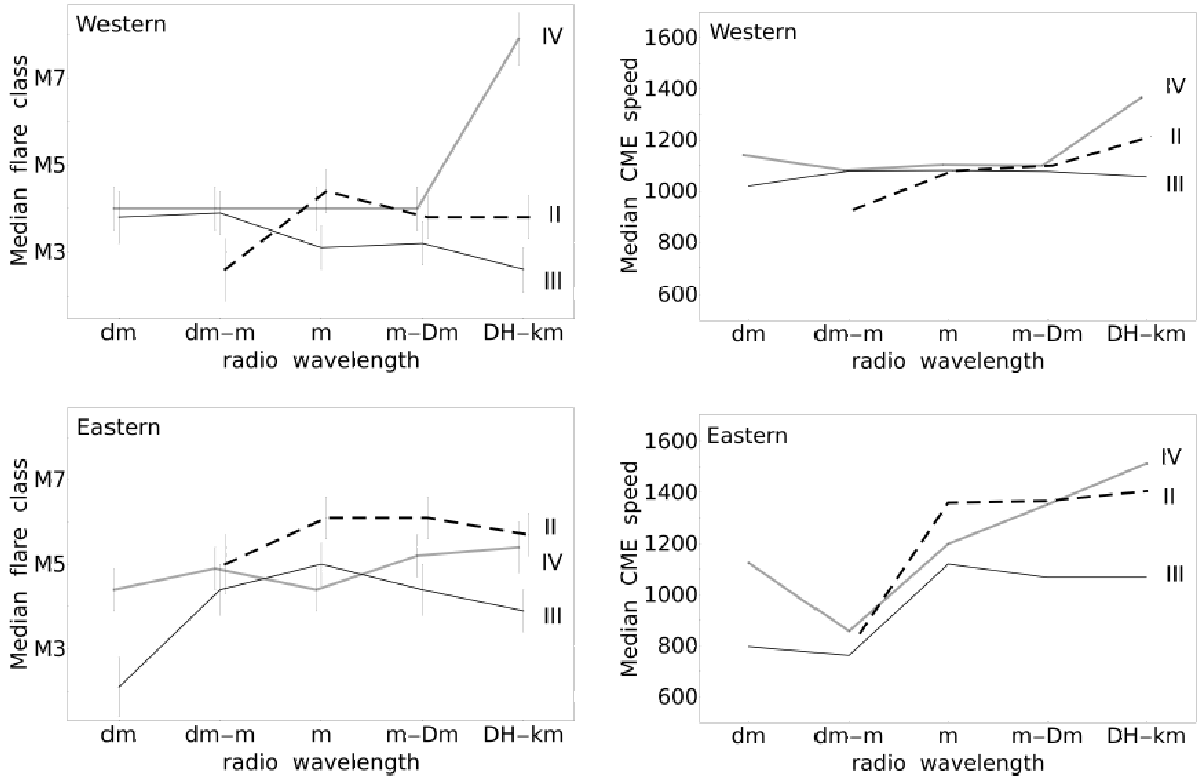 Western
Median flare class
M7
M5
M3
IV
II
III
dm dm-m m m-Dm DH-km
radio wavelength
Western
Median CME speed
1600
1400
1200
1000
800
600
IV
II
III
dm dm-m m m-Dm DH-km
radio wavelength
Eastern
Median flare class
M7
M5
M3
II
IV
III
dm dm-m m m-Dm DH-km
radio wavelength
Eastern
Median CME speed
1600
1400
1200
1000
800
600
IV
II
III
dm dm-m m m-Dm DH-km
radio wavelength